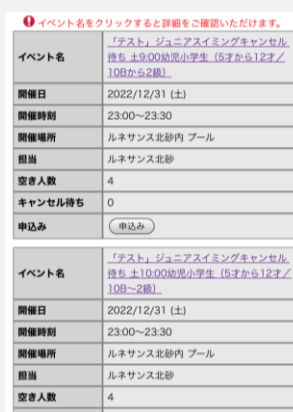 イベント名をクリックすると詳細をご確認いただけます。
イベント名
「テスト」ジュニアスイミングキャンセル
待ち 土9:00幼児小学生（5才から12才／
10Bから2級）
開催日 2022/12/31 (土)
開催時刻 23:00～23:30
開催場所 ルネサンス北砂内 プール
担当 ルネサンス北砂
空き人数 4
キャンセル待ち 0
申込み 申込み
イベント名
「テスト」ジュニアスイミングキャンセル
待ち 土10:00幼児小学生（5才から12才／
10B～2級）
開催日 2022/12/31 (土)
開催時刻 23:00～23:30
開催場所 ルネサンス北砂内 プール
担当 ルネサンス北砂
空き人数 4